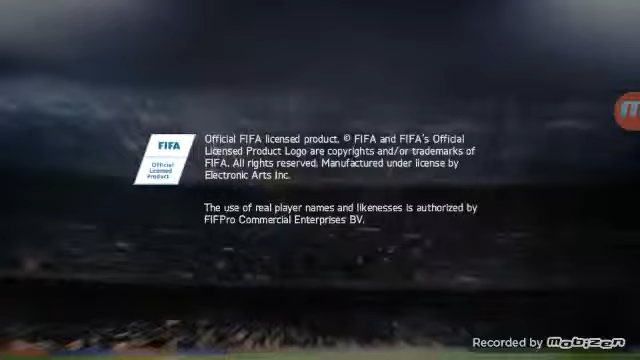 FIFA
Official
Licensed
Product
Official FIFA licensed product. © FIFA and FIFA's Official
Licensed Product Logo are copyrights and/or trademarks of
FIFA. All rights reserved. Manufactured under license by
Electronic Arts Inc.
The use of real player names and likenesses is authorized by
FIFPro Commercial Enterprises BV.
Recorded by Mobizen